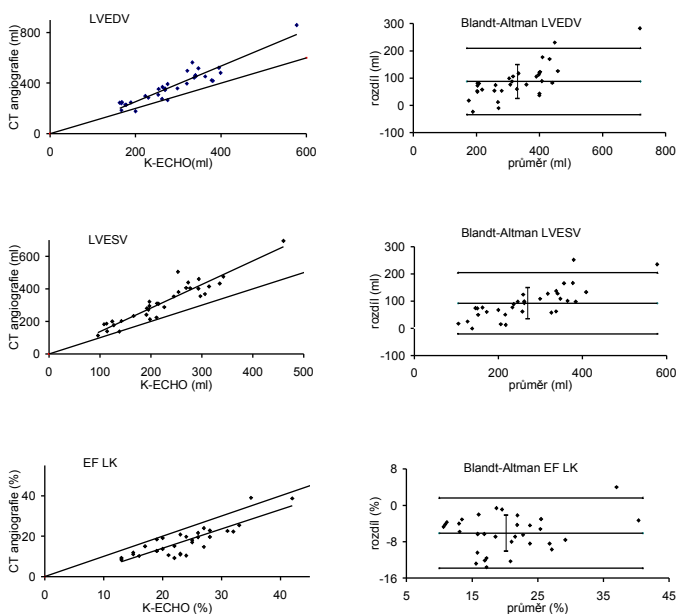 LVEDV
CT angiografie (ml)
800
400
0
0 200 400 600
K-ECHO(ml)
Blandt-Altman LVEDV
rozdíl (ml)
300
200
100
0
-100
0 200 400 600 800
průměr (ml)
LVESV
CT angiografie (ml)
600
400
200
0
0 100 200 300 400 500
K-ECHO (ml)
Blandt-Altman LVESV
rozdíl (ml)
300
200
100
0
-100
0 200 400 600
průměr (ml)
EF LK
CT angiografie (%)
40
20
0
0 20 40
K-ECHO (%)
Blandt-Altman EF LK
rozdíl (%)
8
0
-8
-16
5 15 25 35 45
průměr (%)